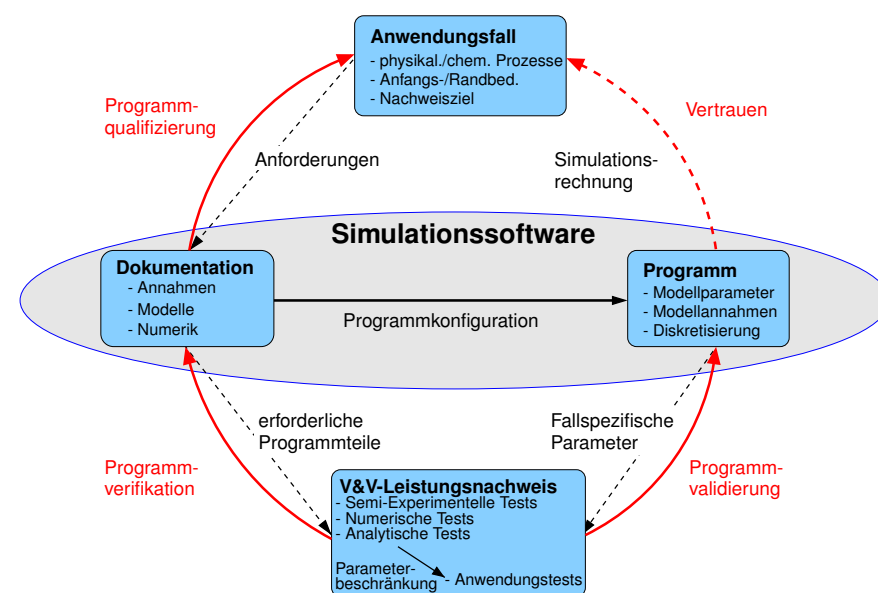 Anwendungsfall
- physikal./chem. Prozesse
- Anfangs-/Randbed.
- Nachweisziel
Programm-
qualifizierung
Vertrauen
Anforderungen
Simulations-
rechnung
Simulationssoftware
Dokumentation
- Annahmen
- Modelle
- Numerik
Programmkonfiguration
Programm
- Modellparameter
- Modellannahmen
- Diskretisierung
erforderliche
Programmteile
Fallspezifische
Parameter
Programm-
verifikation
Programm-
validierung
V&V-Leistungsnachweis
- Semi-Experimentelle Tests
- Numerische Tests
- Analytische Tests
Parameter-
beschränkung
- Anwendungstests